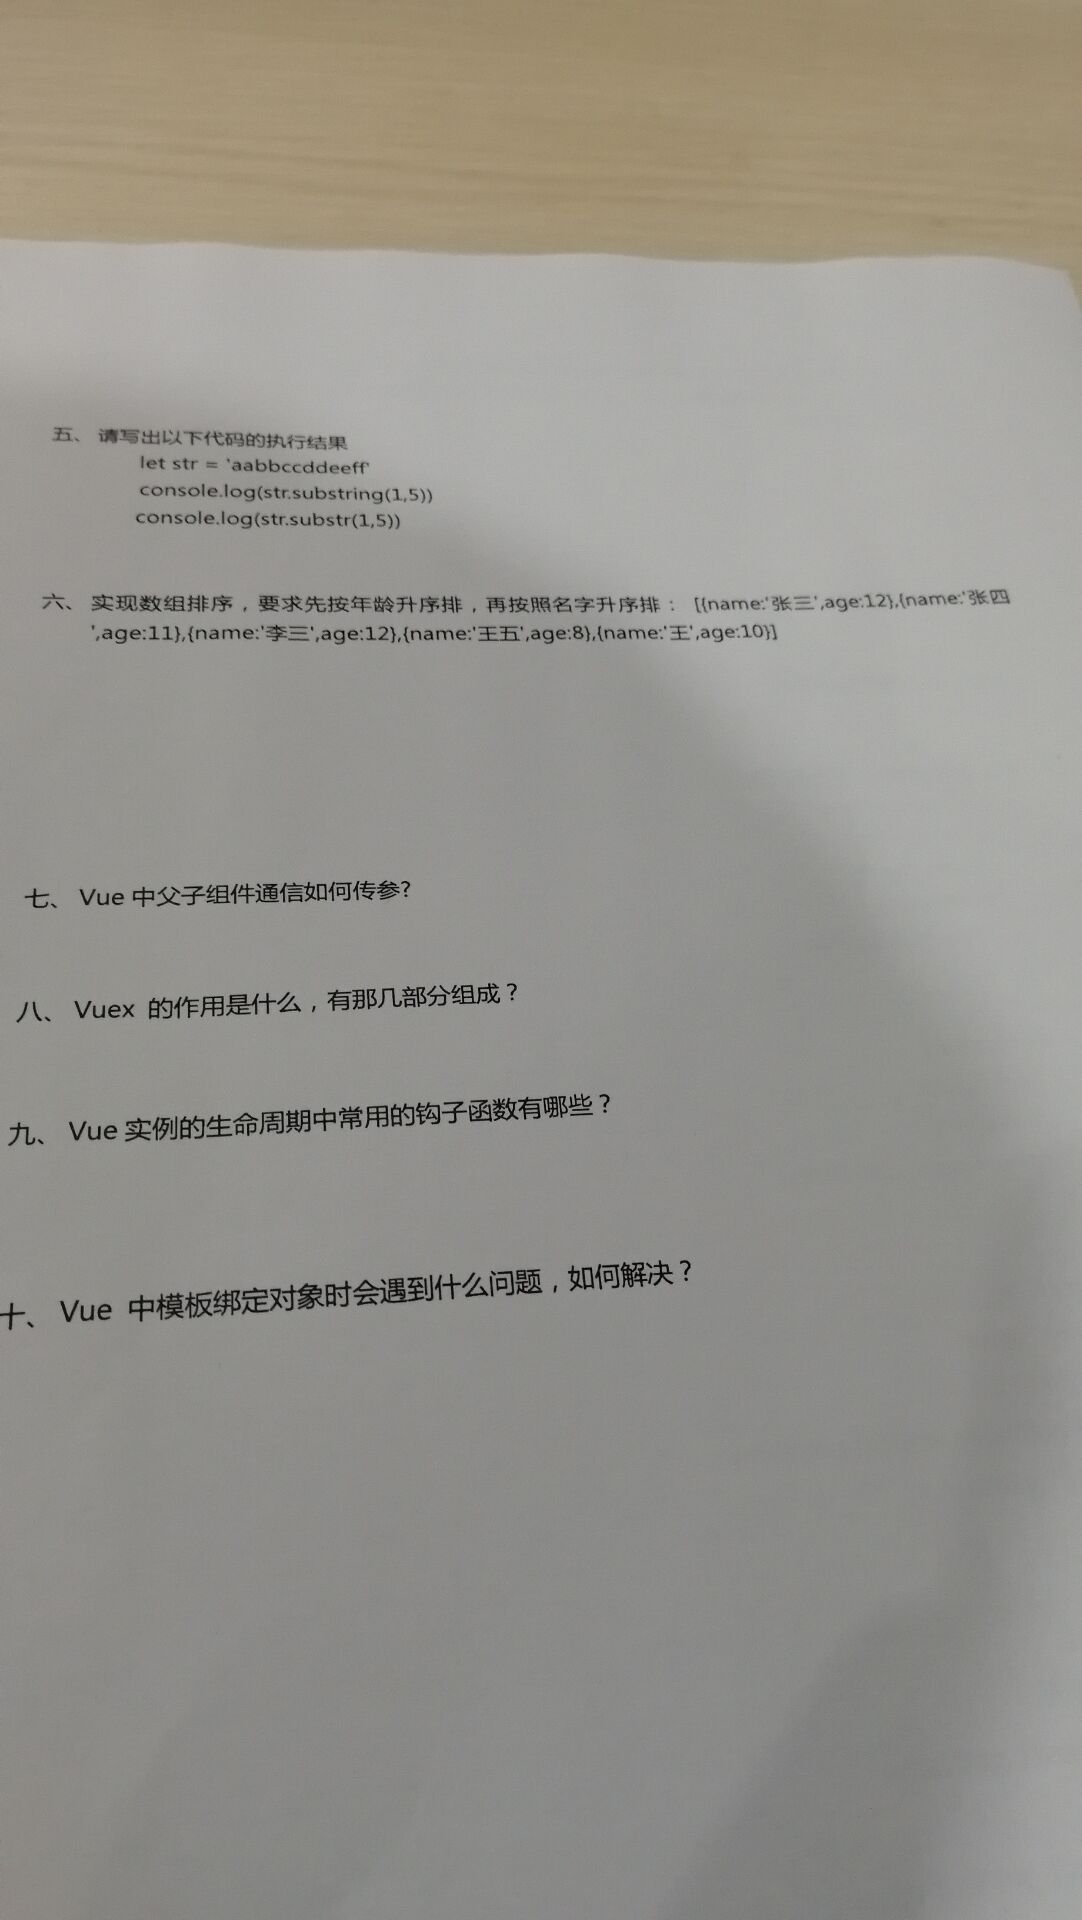 五、 请写出以下代码的执行结果
let str = 'aabbccddeeff'
console.log(str.substring(1,5))
console.log(str.substr(1,5))
六、 实现数组排序，要求先按年龄升序排，再按照名字升序排： [{name:'张三',age:12},{name:'张四
',age:11},{name:'李三',age:12},{name:'王五',age:8},{name:'王',age:10}]
七、 Vue 中父子组件通信如何传参?
八、 Vuex 的作用是什么，有那几部分组成？
九、 Vue 实例的生命周期中常用的钩子函数有哪些？
十、 Vue 中模板绑定对象时会遇到什么问题，如何解决？